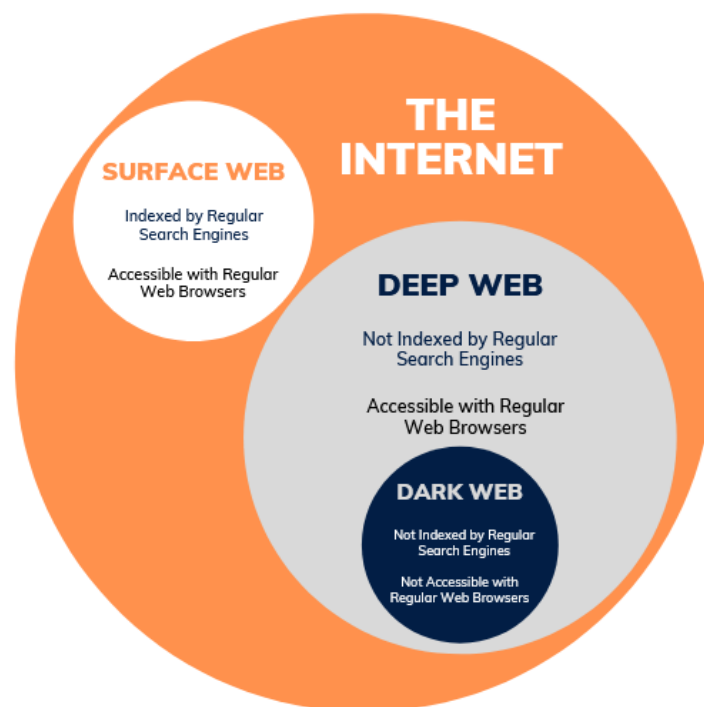 THE
INTERNET
SURFACE WEB
Indexed by Regular
Search Engines
Accessible with Regular
Web Browsers
DEEP WEB
Not Indexed by Regular
Search Engines
Accessible with Regular
Web Browsers
DARK WEB
Not Indexed by Regular
Search Engines
Not Accessible with
Regular Web Browsers